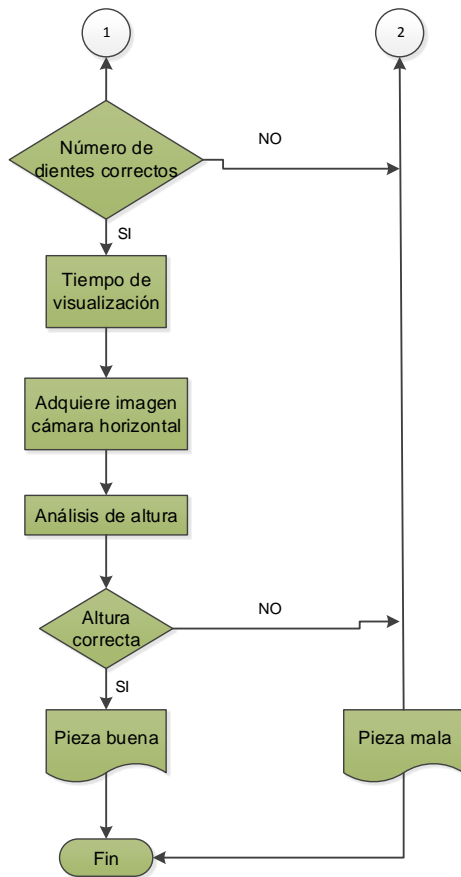 1
2
Número de
dientes correctos
NO
SI
Tiempo de
visualización
Adquiere imagen
cámara horizontal
Análisis de altura
Altura
correcta
NO
SI
Pieza buena
Pieza mala
Fin